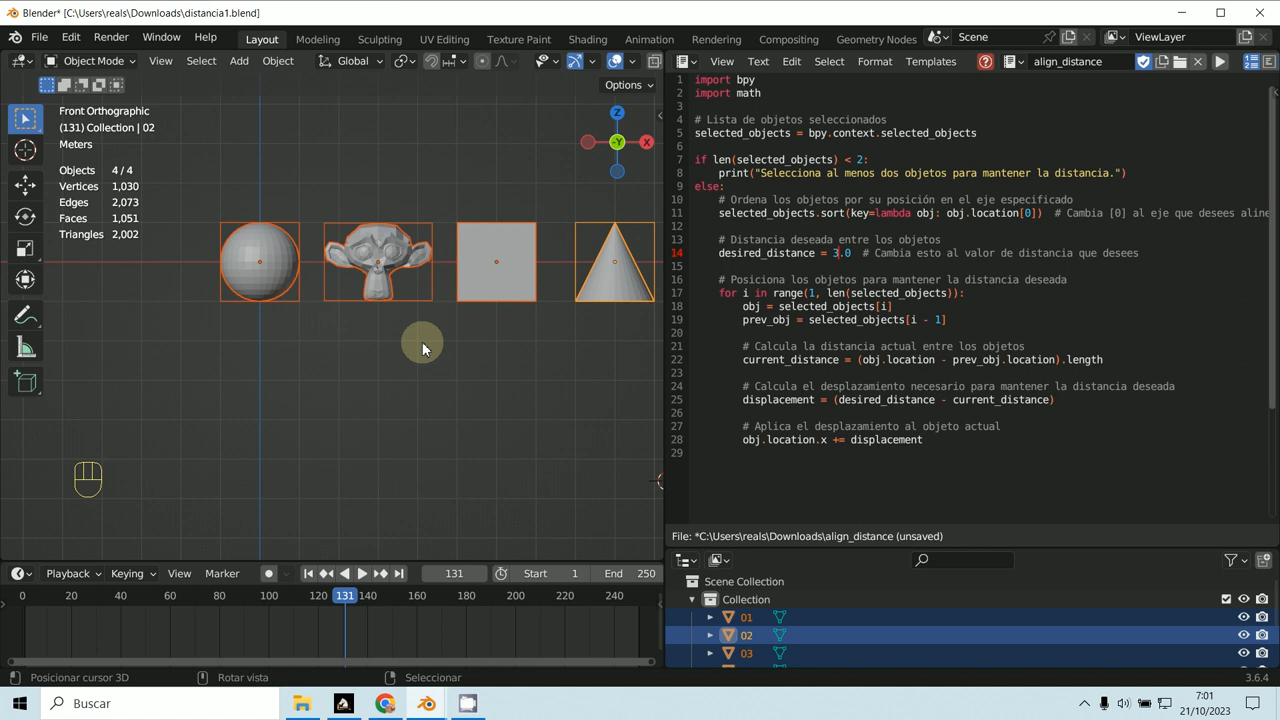 Blender* [C:\Users\reals\Downloads\distancia1.blend]
File Edit Render Window Help Layout Modeling Sculpting UV Editing Texture Paint Shading Animation Rendering Compositing Geometry Nodes Scene ViewLayer
Object Mode View Select Add Object Global
View Text Edit Select Format Templates align_distance
Options
Front Orthographic
(131) Collection | 02
Meters
Objects 4 / 4
Vertices 1,030
Edges 2,073
Faces 1,051
Triangles 2,002
Z
-Y
X
1 import bpy
2 import math
3
4 # Lista de objetos seleccionados
5 selected_objects = bpy.context.selected_objects
6
7 if len(selected_objects) < 2:
8 print("Selecciona al menos dos objetos para mantener la distancia.")
9 else:
10 # Ordena los objetos por su posición en el eje especificado
11 selected_objects.sort(key=lambda obj: obj.location[0]) # Cambia [0] al eje que desees aline
12
13 # Distancia deseada entre los objetos
14 desired_distance = 3.0 # Cambia esto al valor de distancia que desees
15
16 # Posiciona los objetos para mantener la distancia deseada
17 for i in range(1, len(selected_objects)):
18 obj = selected_objects[i]
19 prev_obj = selected_objects[i - 1]
20
21 # Calcula la distancia actual entre los objetos
22 current_distance = (obj.location - prev_obj.location).length
23
24 # Calcula el desplazamiento necesario para mantener la distancia deseada
25 displacement = (desired_distance - current_distance)
26
27 # Aplica el desplazamiento al objeto actual
28 obj.location.x += displacement
29
File: *C:\Users\reals\Downloads\align_distance (unsaved)
Playback Keying View Marker 131 Start 1 End 250
0 20 40 60 80 100 120 131 140 160 180 200 220 240
Scene Collection
Collection
01
02
03
Posicionar cursor 3D Rotar vista Seleccionar 3.6.4
Buscar
7:01
21/10/2023